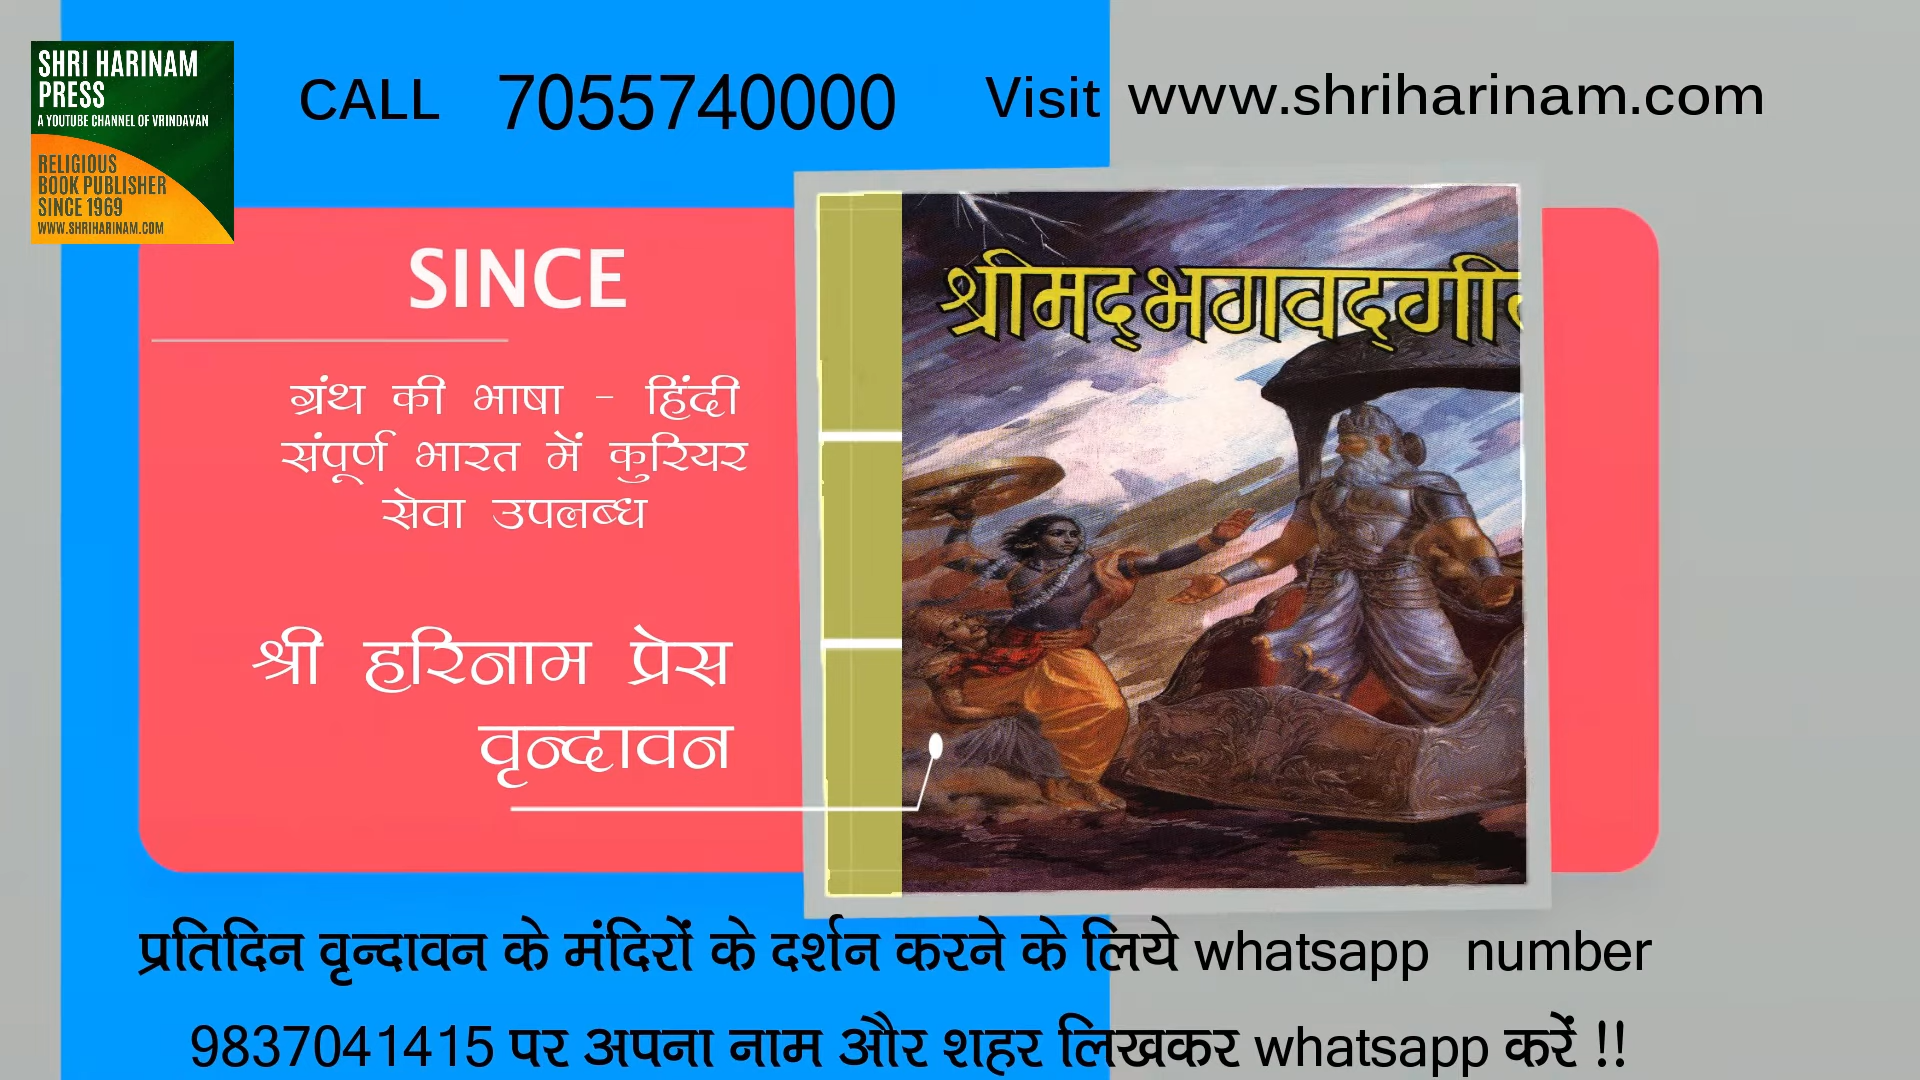 SHRI HARINAM
PRESS
A YOUTUBE CHANNEL OF VRINDAVAN
RELIGIOUS
BOOK PUBLISHER
SINCE 1969
WWW.SHRIHARINAM.COM
CALL 7055740000 Visit www.shriharinam.com
SINCE
ग्रंथ की भाषा - हिंदी
संपूर्ण भारत में कुरियर
सेवा उपलब्ध
श्री हरिनाम प्रेस
वृन्दावन
श्रीमद्भगवद्गी
प्रतिदिन वृन्दावन के मंदिरों के दर्शन करने के लिये whatsapp number
9837041415 पर अपना नाम और शहर लिखकर whatsapp करें !!